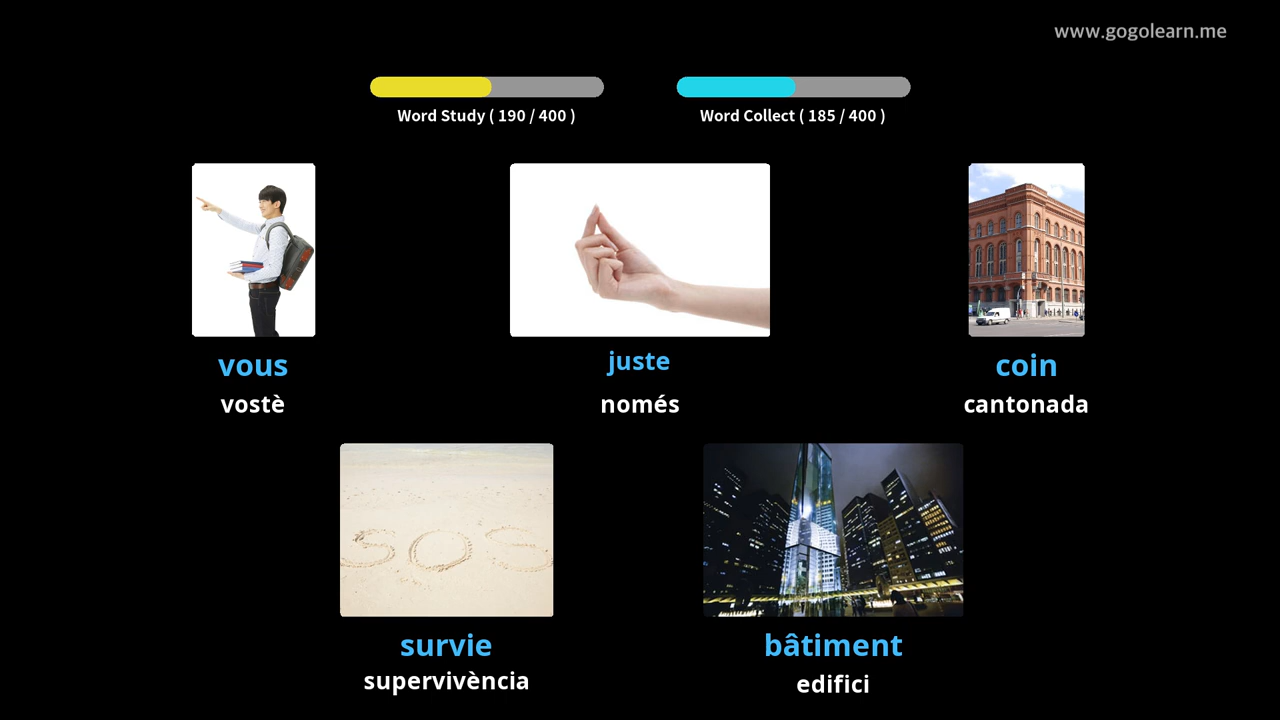 www.gogolearn.me
Word Study ( 190 / 400 )
Word Collect ( 185 / 400 )
vous
vostè
juste
només
coin
cantonada
SOS
survie
supervivència
bâtiment
edifici